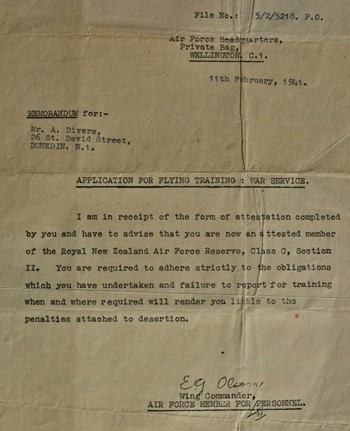 File No.: 5/2/5218. P.O.
Air Force Headquarters,
Private Bag,
WELLINGTON, C.1.
11th February, 1941.
MEMORANDUM for:-
Mr. A. Divers,
26 St. David Street,
DUNEDIN, N.1.
APPLICATION FOR FLYING TRAINING : WAR SERVICE.
I am in receipt of the form of attestation completed
by you and have to advise that you are now an attested member
of the Royal New Zealand Air Force Reserve, Class C, Section
II. You are required to adhere strictly to the obligations
which you have undertaken and failure to report for training
when and where required will render you liable to the
penalties attached to desertion.
Wing Commander,
AIR FORCE MEMBER FOR PERSONNEL.